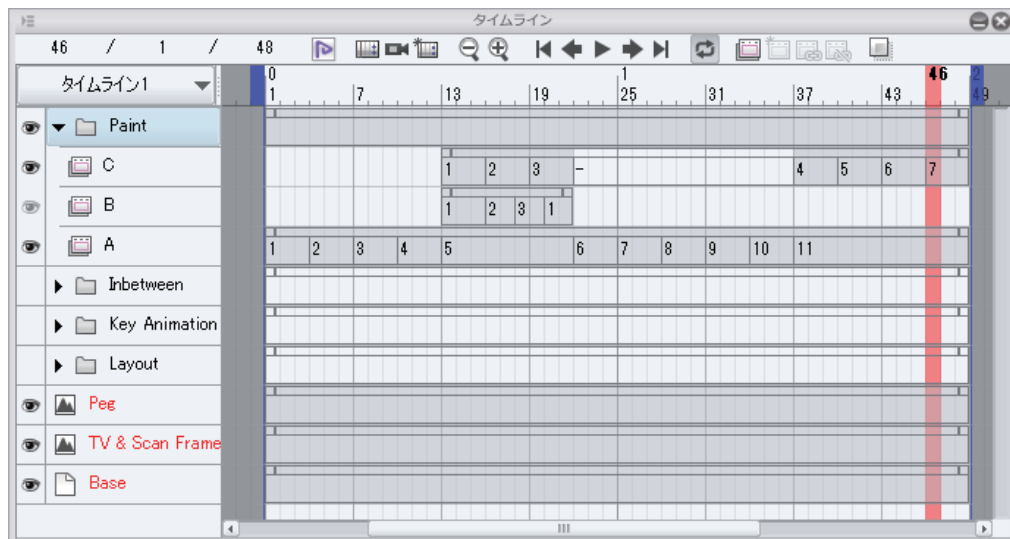 タイムライン
46 / 1 / 48
タイムライン1
0 1 46 2
1 7 13 19 25 31 37 43 49
Paint
C 1 2 3 - 4 5 6 7
B 1 2 3 1
A 1 2 3 4 5 6 7 8 9 10 11
Inbetween
Key Animation
Layout
Peg
TV & Scan Frame
Base